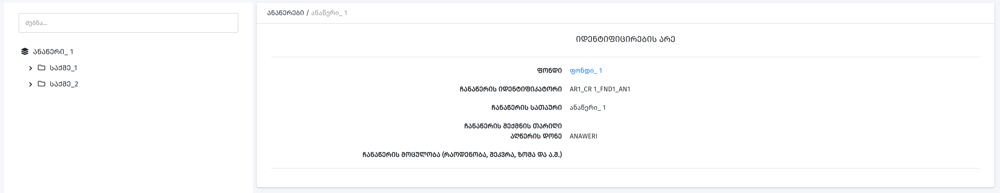 ძებნა...
ანაწერი_ 1
საქმე_1
საქმე_2
ანაწერები / ანაწერი_ 1
იდენტიფიცირების არე
ფონდი ფონდი_ 1
ჩანაწერის იდენტიფიკატორი AR1_CR 1_FND1_AN1
ჩანაწერის სათაური ანაწერი_ 1
ჩანაწერის შექმნის თარიღი
აღწერის დონე ANAWERI
ჩანაწერის მოცულობა (რაოდენობა, შეკვრა, ზომა და ა.შ.)